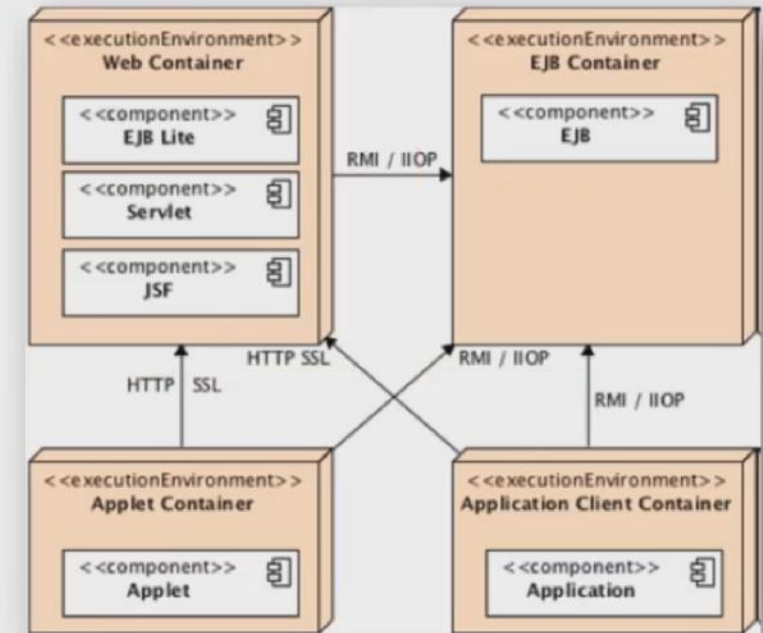 <<executionEnvironment>>
Web Container
<<component>>
EJB Lite
<<component>>
Servlet
<<component>>
JSF
RMI / IIOP
<<executionEnvironment>>
EJB Container
<<component>>
EJB
HTTP SSL
HTTP SSL
RMI / IIOP
RMI / IIOP
<<executionEnvironment>>
Applet Container
<<component>>
Applet
<<executionEnvironment>>
Application Client Container
<<component>>
Application